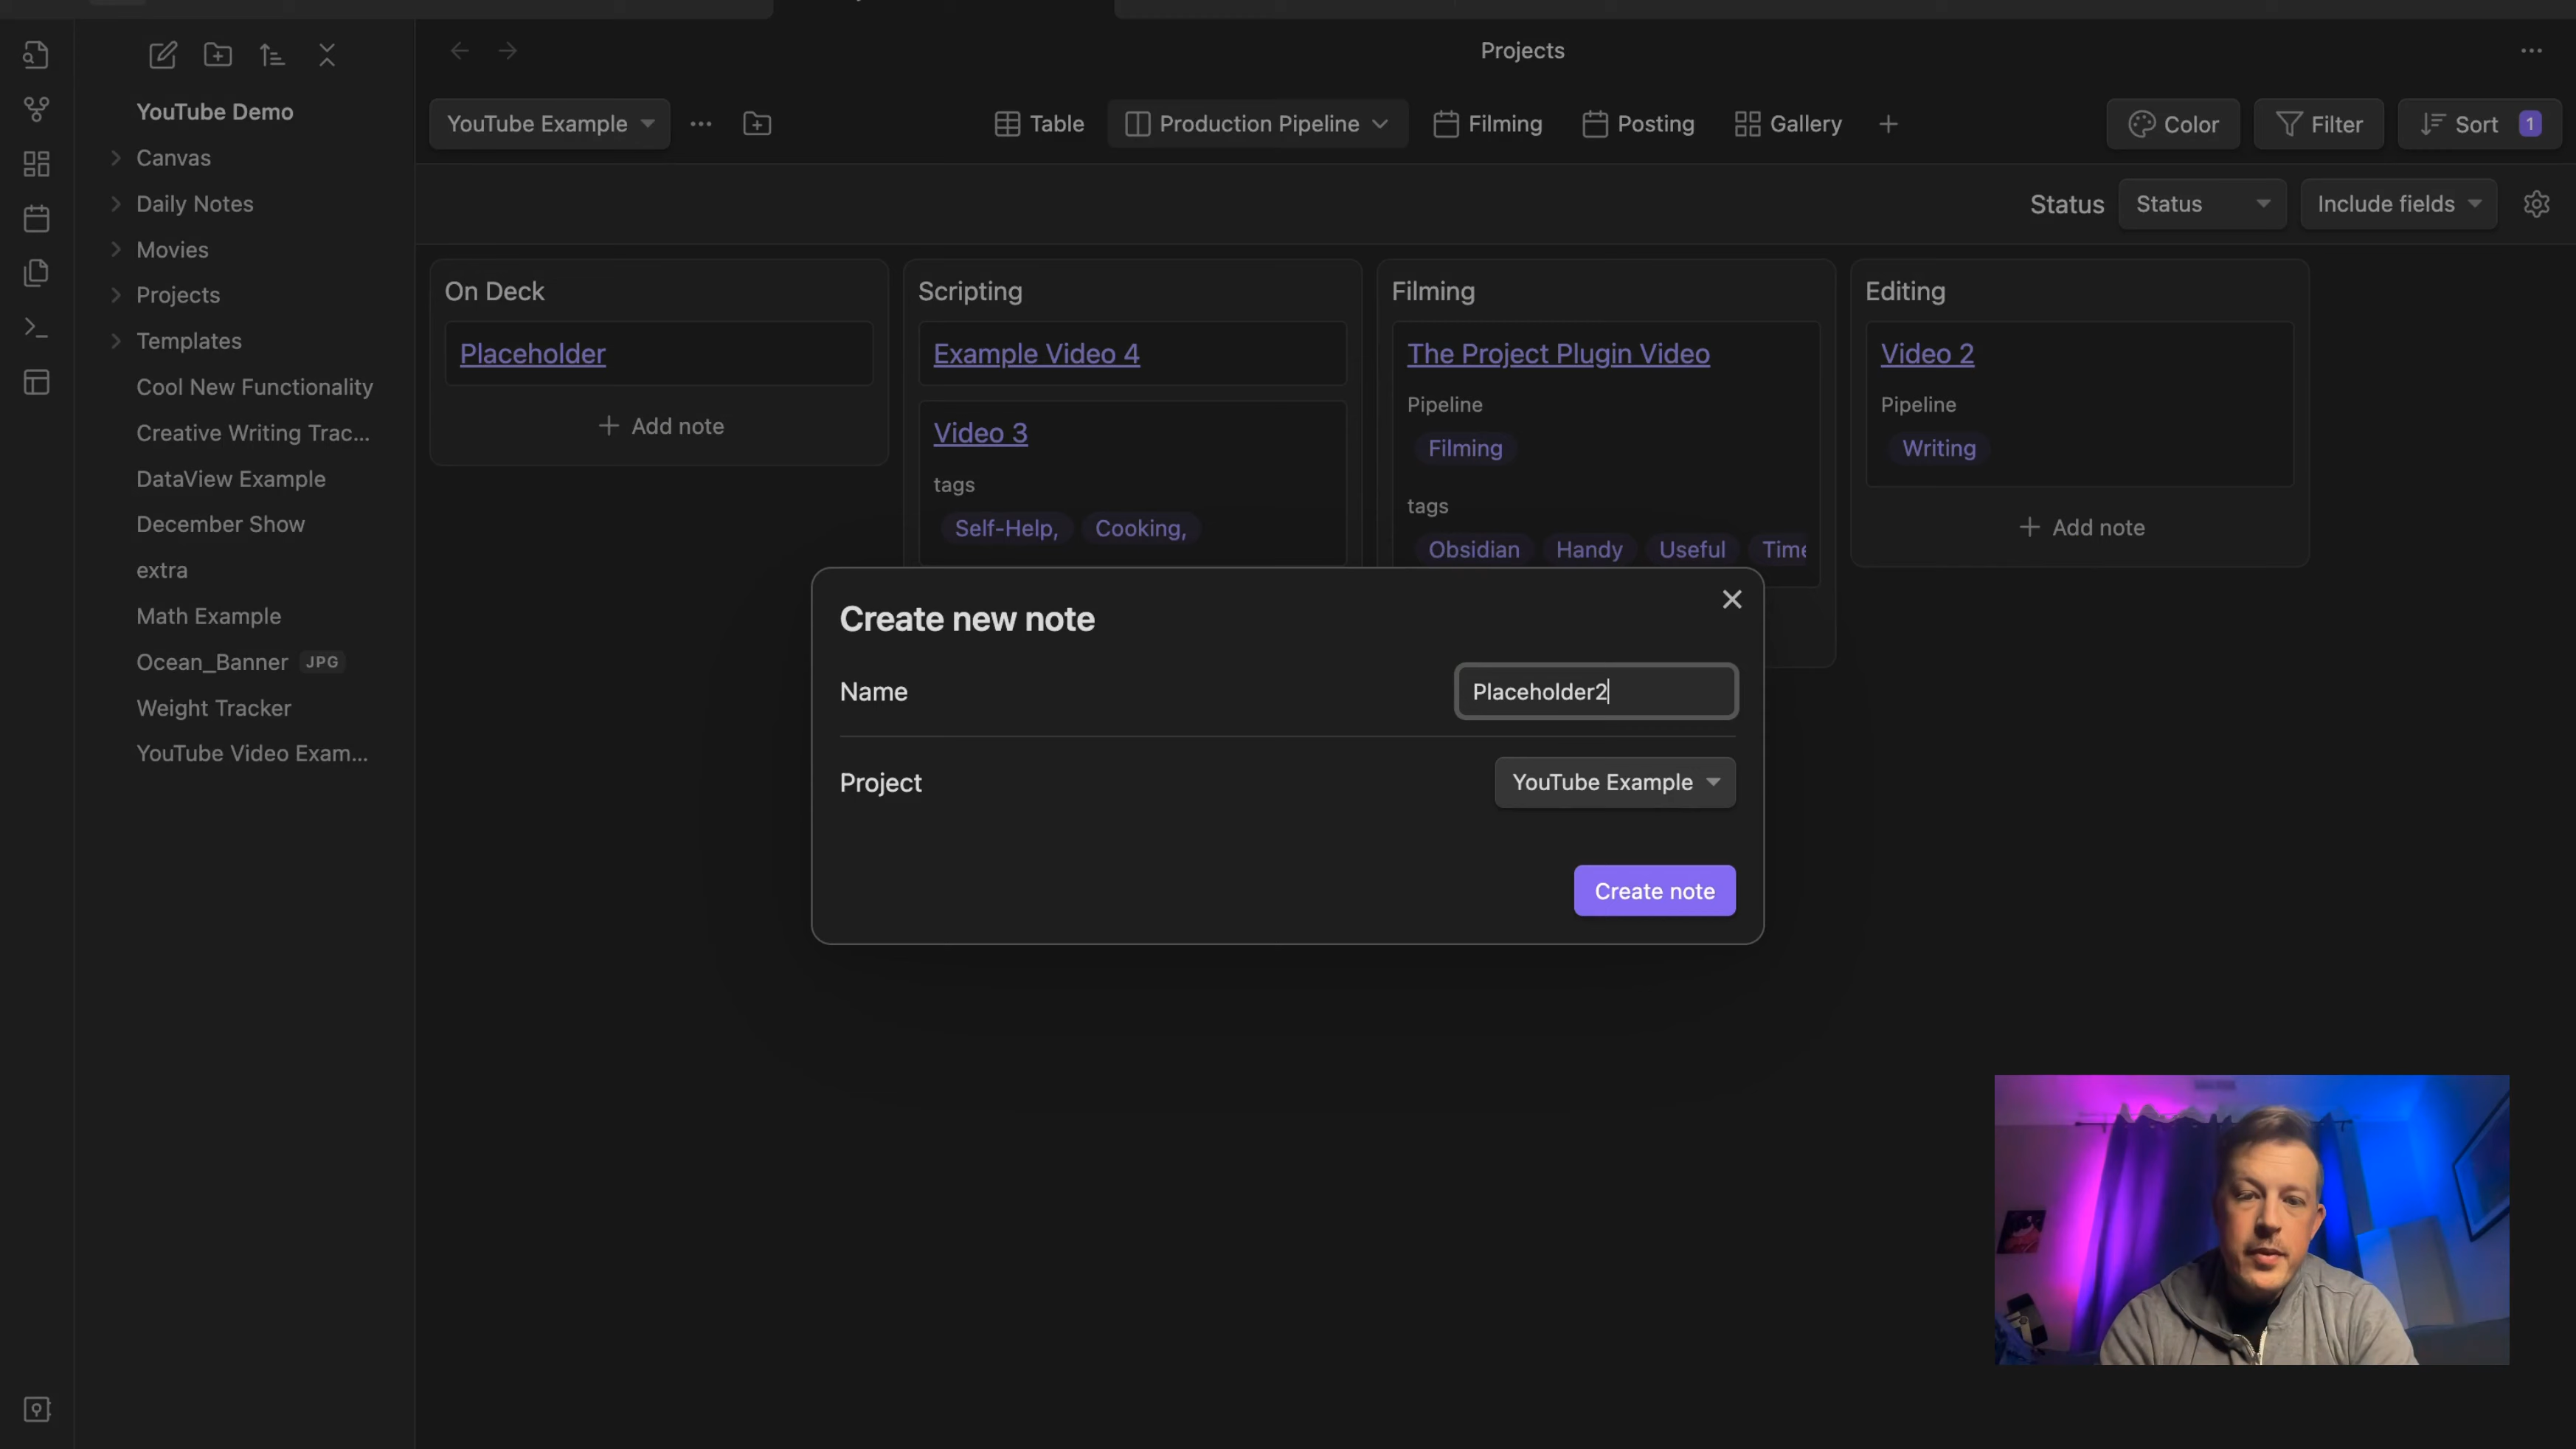 Projects
YouTube Demo
Canvas
Daily Notes
Movies
Projects
Templates
Cool New Functionality
Creative Writing Trac...
DataView Example
December Show
extra
Math Example
Ocean_Banner JPG
Weight Tracker
YouTube Video Exam...
YouTube Example
Table
Production Pipeline
Filming
Posting
Gallery
Color
Filter
Sort 1
Status
Status
Include fields
On Deck
Placeholder
Add note
Scripting
Example Video 4
Video 3
tags
Self-Help, Cooking,
Filming
The Project Plugin Video
Pipeline
Filming
tags
Obsidian Handy Useful Time
Editing
Video 2
Pipeline
Writing
Add note
Create new note
Name
Placeholder2
Project
YouTube Example
Create note